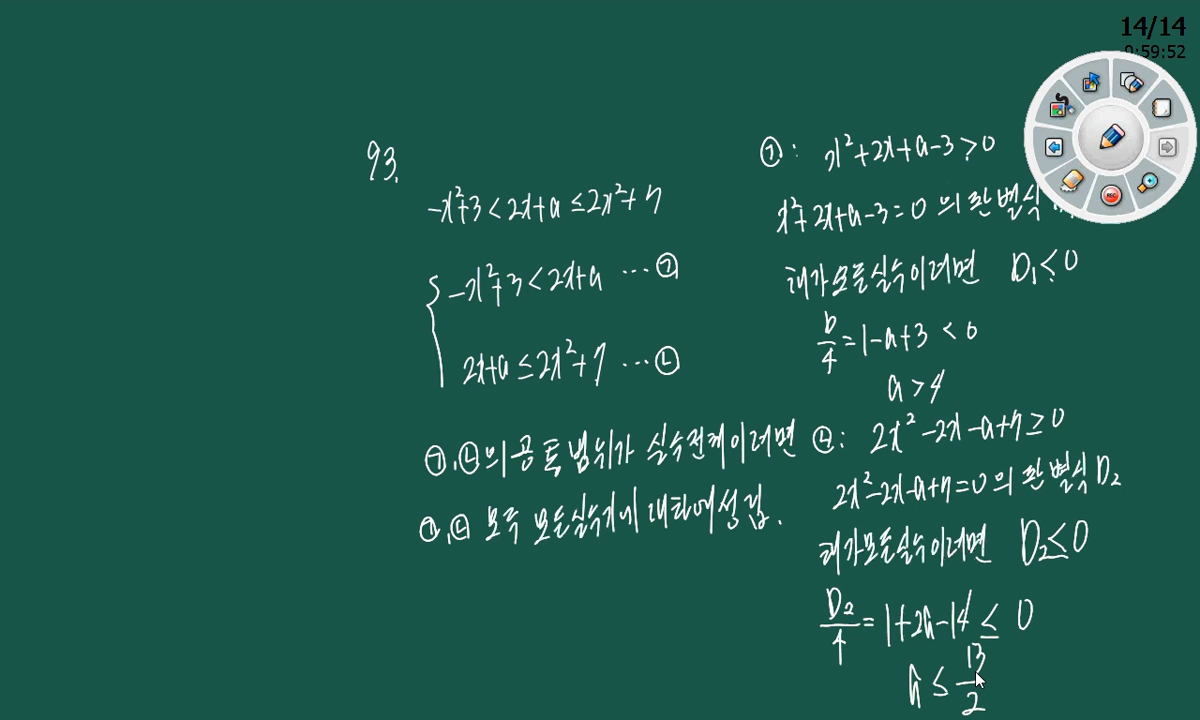 14/14
0:59:52
93.
-x²+3 < 2x+a ≤ 2x²+7
-x²+3 < 2x+a ··· ㉠
2x+a ≤ 2x²+7 ··· ㉡
㉠, ㉡의 공통범위가 실수전체이려면
㉠, ㉡ 모두 모든실수 대하여성립.
㉠: x²+2x+a-3 > 0
x²+2x+a-3=0 의 판별식
해가모든실수이려면 D₁≤0
D/4 = 1-a+3 < 0
a > 4
㉡: 2x²-2x-a+7 ≥ 0
2x²-2x-a+7=0의 판별식 D₂
해가모든실수이려면 D₂≤0
D₂/4 = 1+2a-14 ≤ 0
a ≤ 13/2
REC